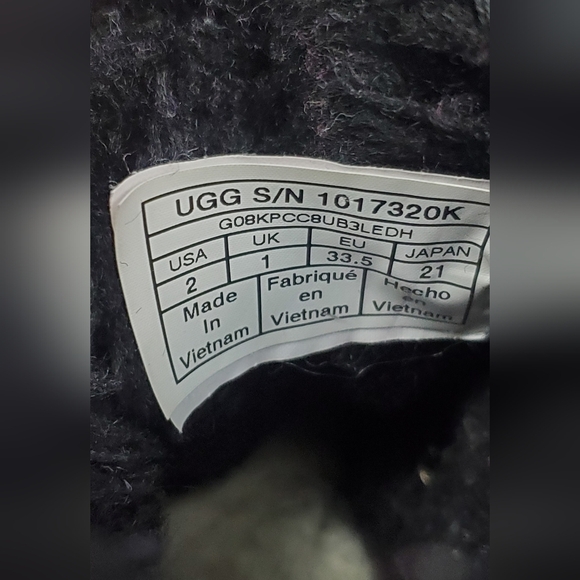 UGG S/N 1017320K
G08KPCC8UB3LEDH
USA UK EU JAPAN
2 1 33.5 21
Made In Vietnam
Fabriqué en Vietnam
Hecho en Vietnam